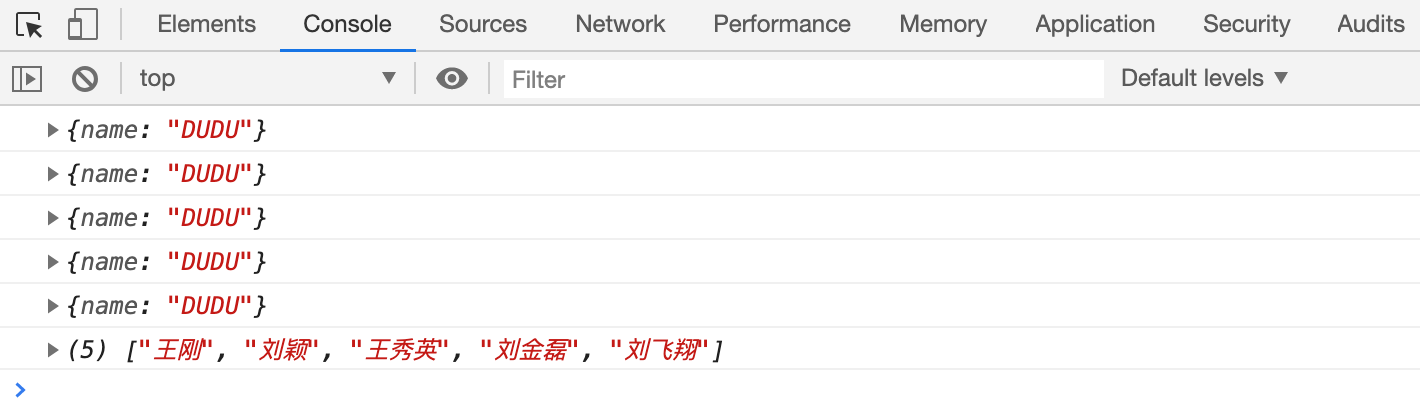 Elements Console Sources Network Performance Memory Application Security Audits
top Filter Default levels
{name: "DUDU"}
{name: "DUDU"}
{name: "DUDU"}
{name: "DUDU"}
{name: "DUDU"}
(5) ["王刚", "刘颖", "王秀英", "刘金磊", "刘飞翔"]